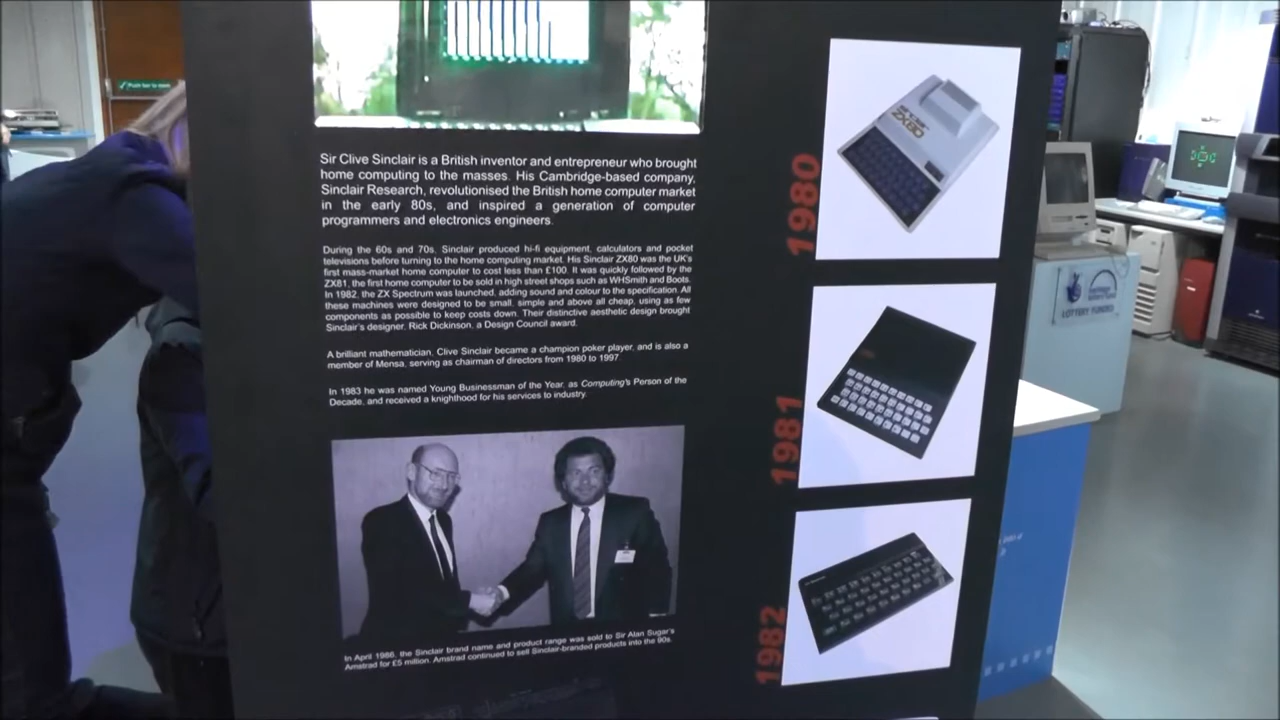 Push bar to open
Sir Clive Sinclair is a British inventor and entrepreneur who brought
home computing to the masses. His Cambridge-based company,
Sinclair Research, revolutionised the British home computer market
in the early 80s, and inspired a generation of computer
programmers and electronics engineers.
During the 60s and 70s, Sinclair produced hi-fi equipment, calculators and pocket
televisions before turning to the home computing market. His Sinclair ZX80 was the UK's
first mass-market home computer to cost less than £100. It was quickly followed by the
ZX81, the first home computer to be sold in high street shops such as WHSmith and Boots.
In 1982, the ZX Spectrum was launched, adding sound and colour to the specification. All
these machines were designed to be small, simple and above all cheap, using as few
components as possible to keep costs down. Their distinctive aesthetic design brought
Sinclair's designer, Rick Dickinson, a Design Council award.
A brilliant mathematician, Clive Sinclair became a champion poker player, and is also a
member of Mensa, serving as chairman of directors from 1980 to 1997.
In 1983 he was named Young Businessman of the Year, as Computing's Person of the
Decade, and received a knighthood for his services to industry.
In April 1986, the Sinclair brand name and product range was sold to Sir Alan Sugar's
Amstrad for £5 million. Amstrad continued to sell Sinclair-branded products into the 90s.
1980
sinclair
ZX80
1981
1982
LOTTERY FUNDED